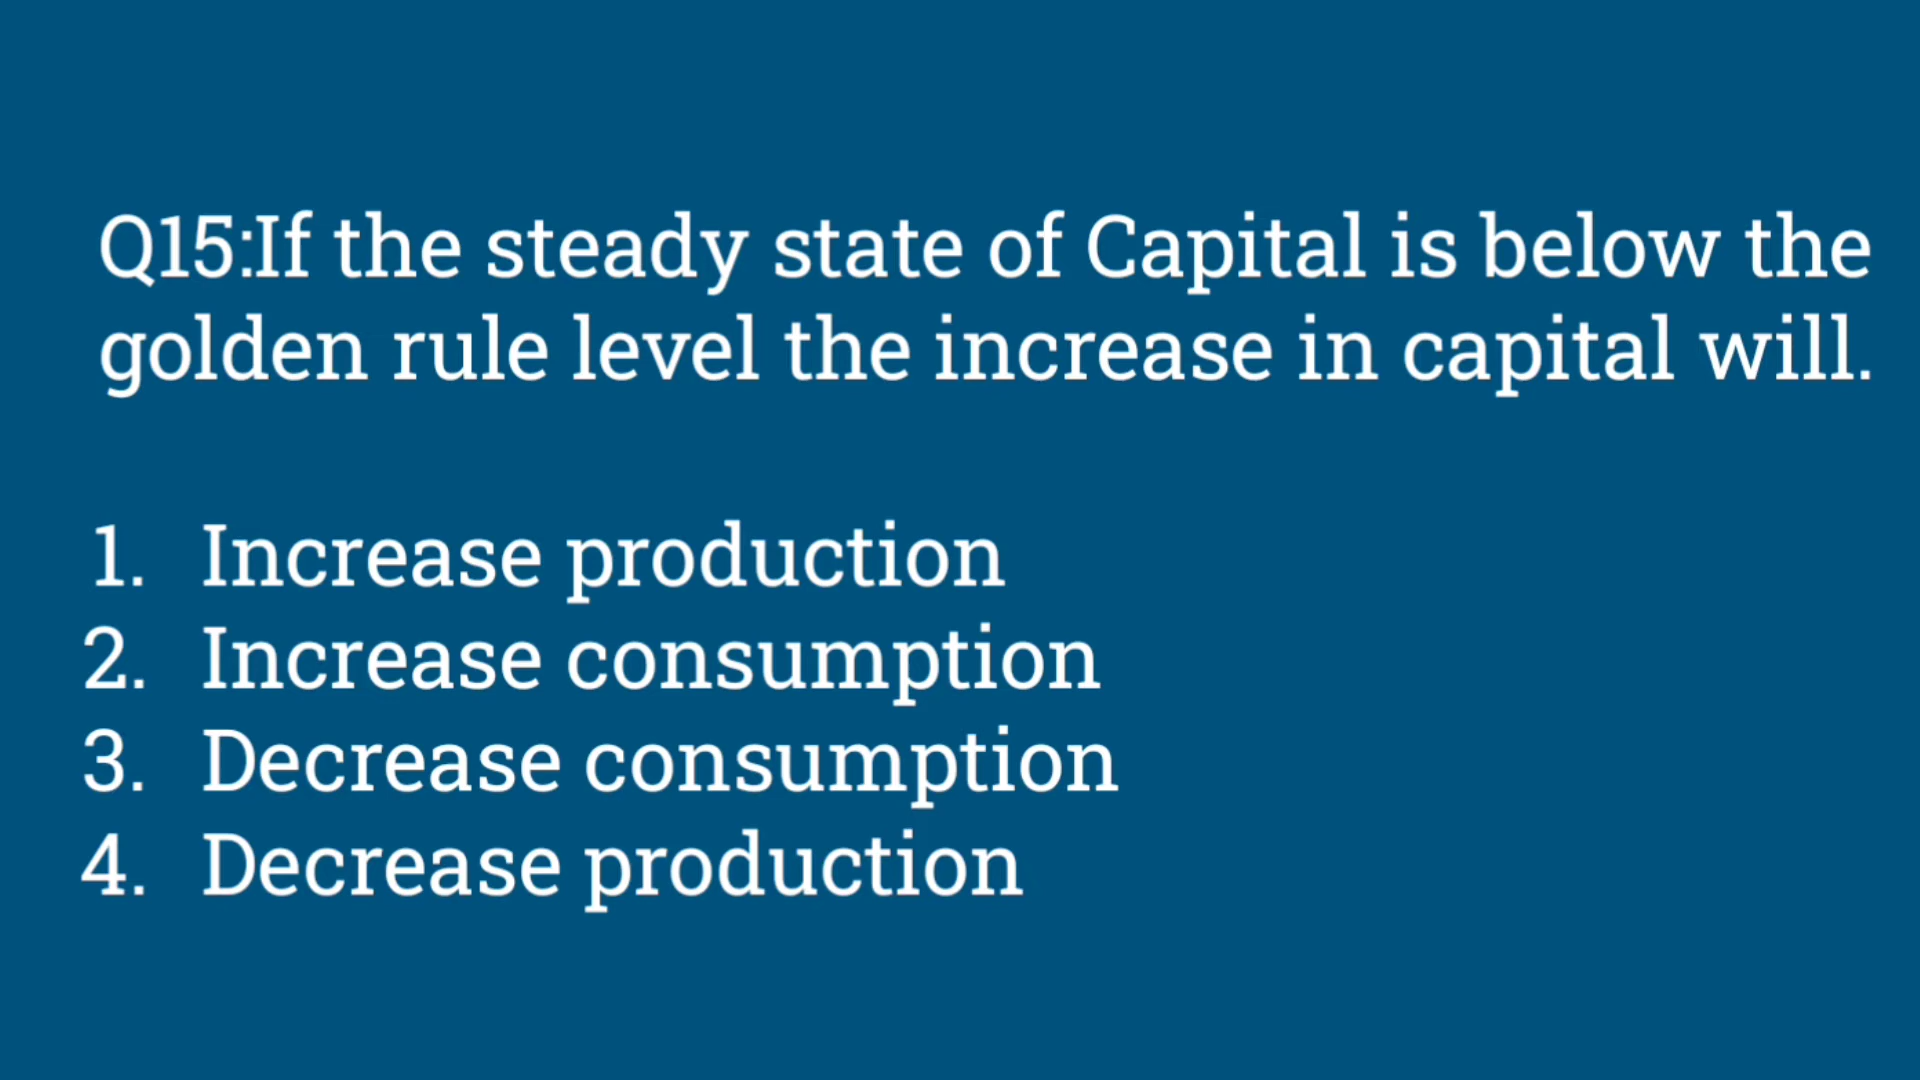 Q15:If the steady state of Capital is below the
golden rule level the increase in capital will.
1. Increase production
2. Increase consumption
3. Decrease consumption
4. Decrease production